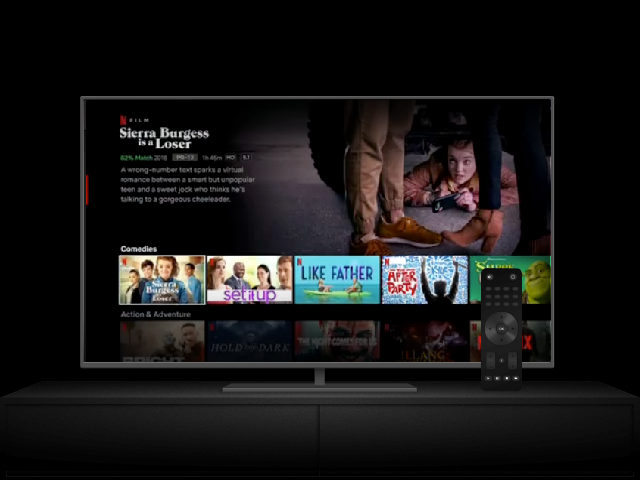 N FILM
Sierra Burgess
is a Loser
82% Match 2018 PG-13 1h 45m HD 5.1
A wrong-number text sparks a virtual
romance between a smart but unpopular
teen and a sweet jock who thinks he's
talking to a gorgeous cheerleader.
Comedies
Sierra Burgess is a Loser
set it up
LIKE FATHER
THE AFTER PARTY
Action & Adventure
BRIGHT
HOLD THE DARK
THE NIGHT COMES FOR US